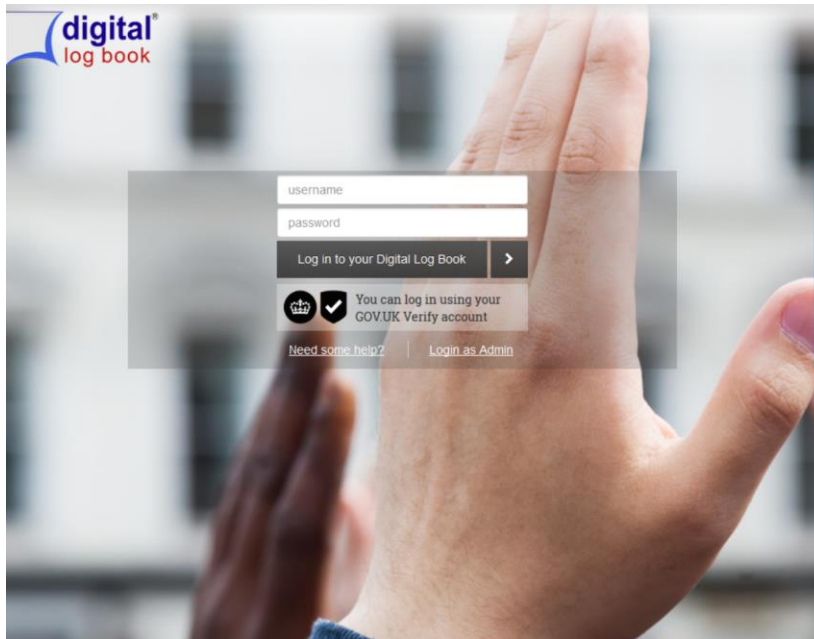 digital®
log book
username
password
Log in to your Digital Log Book
You can log in using your
GOV.UK Verify account
Need some help? Login as Admin